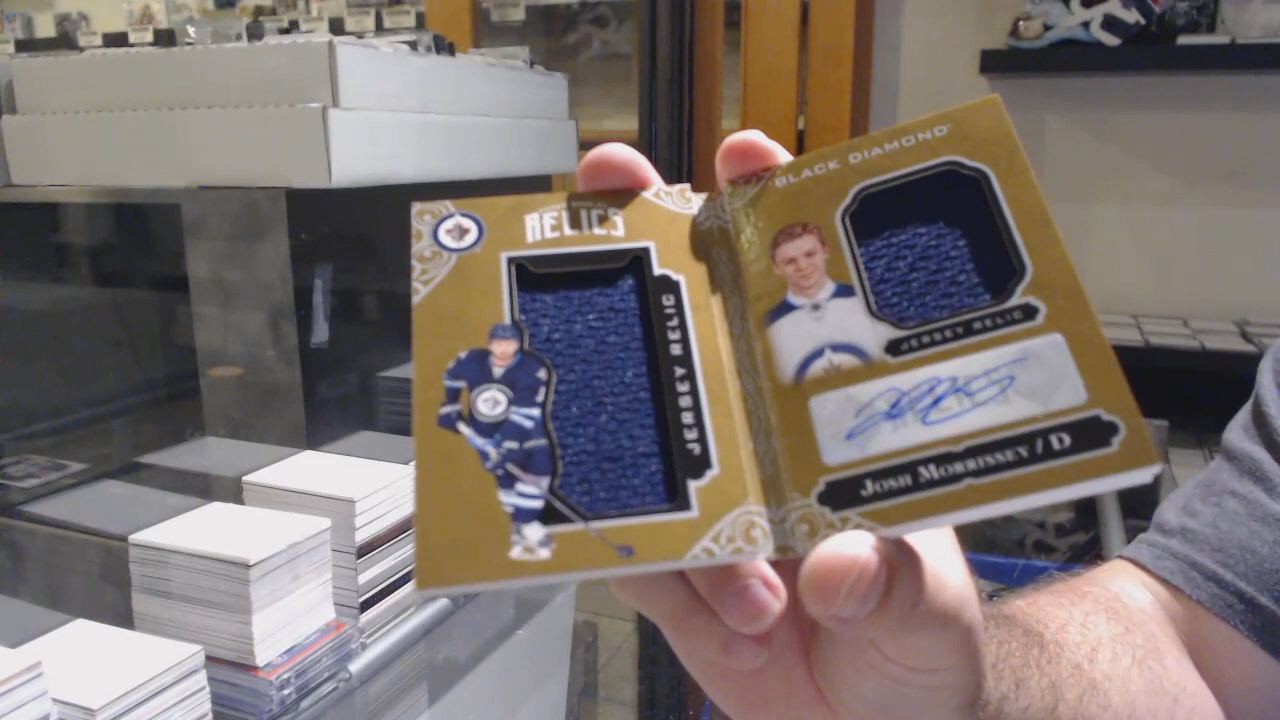 RELICS
JERSEY RELIC
BLACK DIAMOND
JERSEY RELIC
JOSH MORRISSEY / D